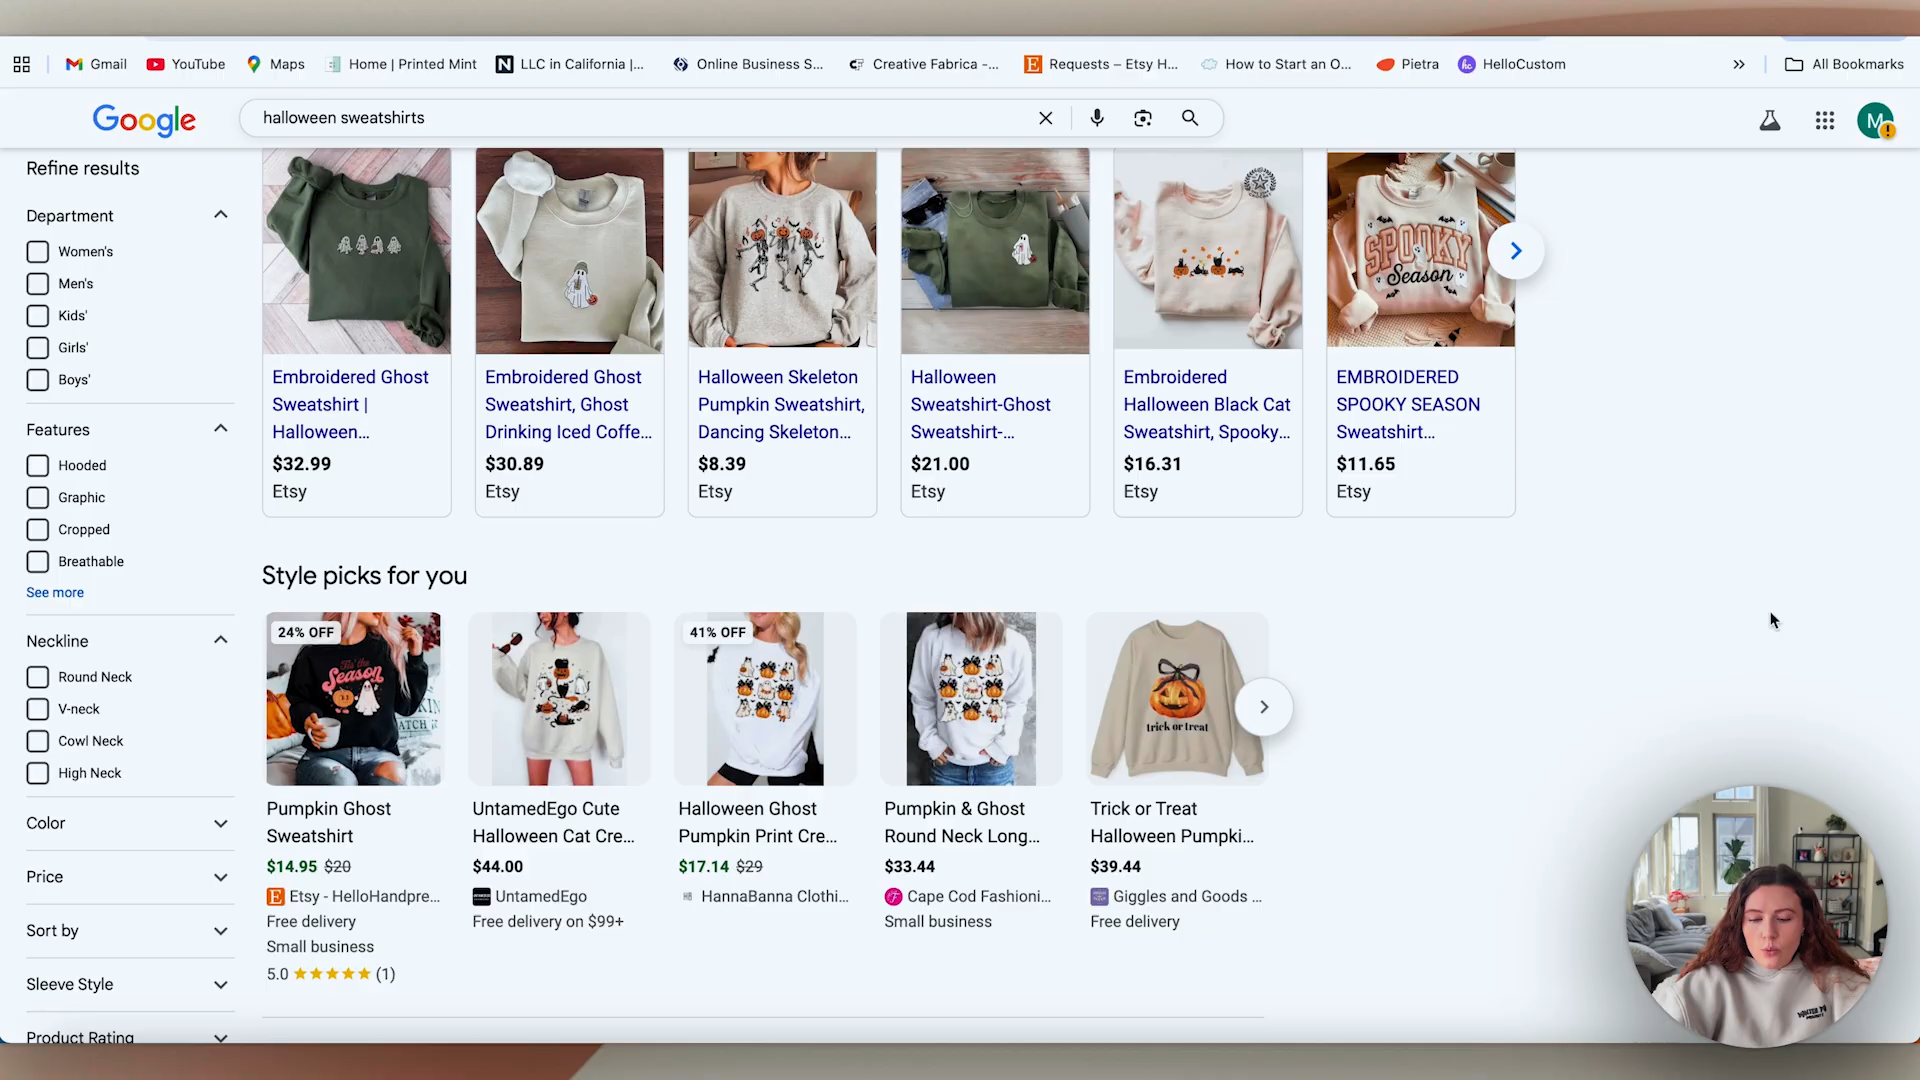 Gmail
YouTube
Maps
Home | Printed Mint
LLC in California |...
Online Business S...
Creative Fabrica -...
Requests – Etsy H...
How to Start an O...
Pietra
HelloCustom
All Bookmarks
Google
halloween sweatshirts
M
Refine results
Department
Women's
Men's
Kids'
Girls'
Boys'
Features
Hooded
Graphic
Cropped
Breathable
See more
Neckline
Round Neck
V-neck
Cowl Neck
High Neck
Color
Price
Sort by
Sleeve Style
Product Rating
SPOOKY
Season
Embroidered Ghost
Sweatshirt |
Halloween...
$32.99
Etsy
Embroidered Ghost
Sweatshirt, Ghost
Drinking Iced Coffe...
$30.89
Etsy
Halloween Skeleton
Pumpkin Sweatshirt,
Dancing Skeleton...
$8.39
Etsy
Halloween
Sweatshirt-Ghost
Sweatshirt-...
$21.00
Etsy
Embroidered
Halloween Black Cat
Sweatshirt, Spooky...
$16.31
Etsy
EMBROIDERED
SPOOKY SEASON
Sweatshirt...
$11.65
Etsy
Style picks for you
24% OFF
Tis' the
Season
41% OFF
trick or treat
Pumpkin Ghost
Sweatshirt
$14.95 $20
Etsy - HelloHandpre...
Free delivery
Small business
5.0 (1)
UntamedEgo Cute
Halloween Cat Cre...
$44.00
UntamedEgo
Free delivery on $99+
Halloween Ghost
Pumpkin Print Cre...
$17.14 $29
HannaBanna Clothi...
Pumpkin & Ghost
Round Neck Long...
$33.44
Cape Cod Fashioni...
Small business
Trick or Treat
Halloween Pumpki...
$39.44
Giggles and Goods ...
Free delivery